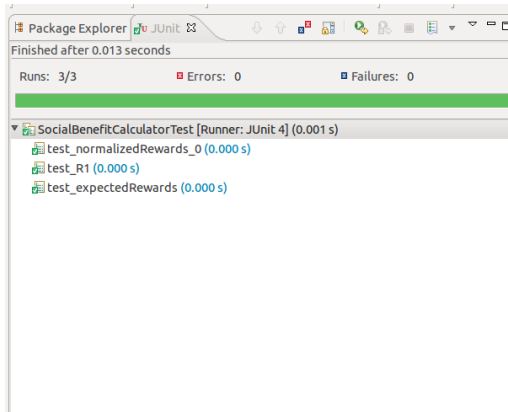 Package Explorer JUnit
Finished after 0.013 seconds
Runs: 3/3 Errors: 0 Failures: 0
SocialBenefitCalculatorTest [Runner: JUnit 4] (0.001 s)
test_normalizedRewards_0 (0.000 s)
test_R1 (0.000 s)
test_expectedRewards (0.000 s)